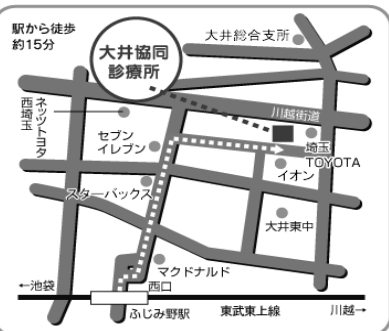 駅から徒歩
約15分
大井協同
診療所
大井総合支所
川越街道
ネッツトヨタ
西埼玉
セブン
イレブン
埼玉
TOYOTA
イオン
スターバックス
大井東中
マクドナルド
西口
←池袋
ふじみ野駅
東武東上線
川越→